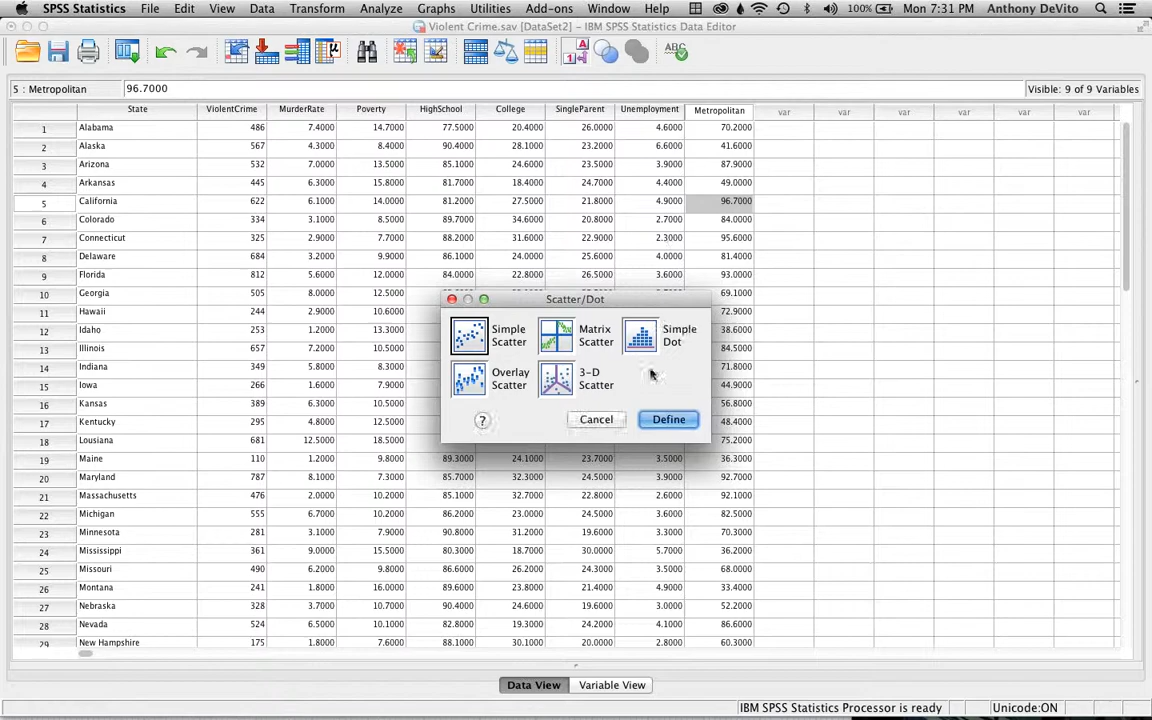 SPSS Statistics File Edit View Data Transform Analyze Graphs Utilities Add-ons Window Help 100% Mon 7:31 PM Anthony DeVito
Violent Crime.sav [DataSet2] - IBM SPSS Statistics Data Editor
5 : Metropolitan 96.7000 Visible: 9 of 9 Variables
State ViolentCrime MurderRate Poverty HighSchool College SingleParent Unemployment Metropolitan var var var var var
1 Alabama 486 7.4000 14.7000 77.5000 20.4000 26.0000 4.6000 70.2000
2 Alaska 567 4.3000 8.4000 90.4000 28.1000 23.2000 6.6000 41.6000
3 Arizona 532 7.0000 13.5000 85.1000 24.6000 23.5000 3.9000 87.9000
4 Arkansas 445 6.3000 15.8000 81.7000 18.4000 24.7000 4.4000 49.0000
5 California 622 6.1000 14.0000 81.2000 27.5000 21.8000 4.9000 96.7000
6 Colorado 334 3.1000 8.5000 89.7000 34.6000 20.8000 2.7000 84.0000
7 Connecticut 325 2.9000 7.7000 88.2000 31.6000 22.9000 2.3000 95.6000
8 Delaware 684 3.2000 9.9000 86.1000 24.0000 25.6000 4.0000 81.4000
9 Florida 812 5.6000 12.0000 84.0000 22.8000 26.5000 3.6000 93.0000
10 Georgia 505 8.0000 12.5000 69.1000
11 Hawaii 244 2.9000 10.6000 72.9000
12 Idaho 253 1.2000 13.3000 38.6000
13 Illinois 657 7.2000 10.5000 84.5000
14 Indiana 349 5.8000 8.3000 71.8000
15 Iowa 266 1.6000 7.9000 44.9000
16 Kansas 389 6.3000 10.5000 56.8000
17 Kentucky 295 4.8000 12.5000 48.4000
18 Lousiana 681 12.5000 18.5000 75.2000
19 Maine 110 1.2000 9.8000 89.3000 24.1000 23.7000 3.5000 36.3000
20 Maryland 787 8.1000 7.3000 85.7000 32.3000 24.5000 3.9000 92.7000
21 Massachusetts 476 2.0000 10.2000 85.1000 32.7000 22.8000 2.6000 92.1000
22 Michigan 555 6.7000 10.2000 86.2000 23.0000 24.5000 3.6000 82.5000
23 Minnesota 281 3.1000 7.9000 90.8000 31.2000 19.6000 3.3000 70.3000
24 Mississippi 361 9.0000 15.5000 80.3000 18.7000 30.0000 5.7000 36.2000
25 Missouri 490 6.2000 9.8000 86.6000 26.2000 24.3000 3.5000 68.0000
26 Montana 241 1.8000 16.0000 89.6000 23.8000 21.4000 4.9000 33.4000
27 Nebraska 328 3.7000 10.7000 90.4000 24.6000 19.6000 3.0000 52.2000
28 Nevada 524 6.5000 10.1000 82.8000 19.3000 24.2000 4.1000 86.6000
29 New Hampshire 175 1.8000 7.6000 88.1000 30.1000 20.0000 2.8000 60.3000
Scatter/Dot
Simple Scatter
Matrix Scatter
Simple Dot
Overlay Scatter
3-D Scatter
? Cancel Define
Data View Variable View
IBM SPSS Statistics Processor is ready Unicode:ON